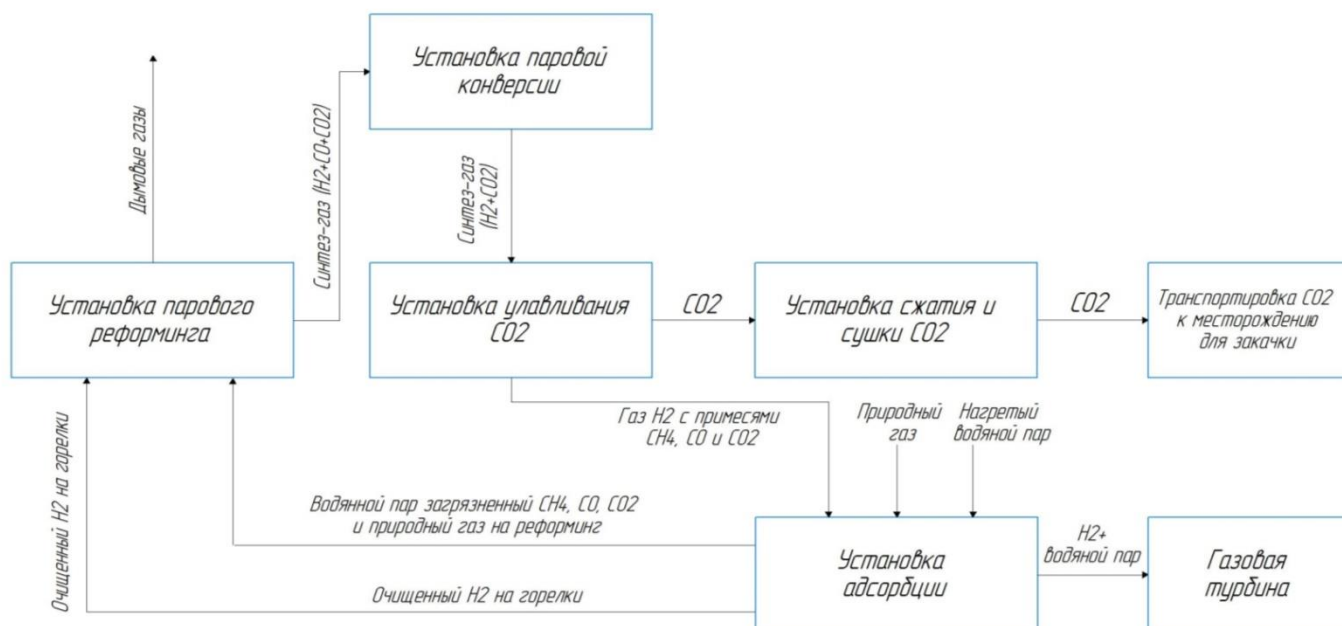 Установка паровой
конверсии
Дымовые газы
Синтез-газ (H2+CO+CO2)
Синтез-газ
(H2+CO2)
Установка парового
реформинга
Установка улавливания
CO2
CO2
Установка сжатия и
сушки CO2
CO2
Транспортировка CO2
к месторождению
для закачки
Газ H2 с примесями
CH4, CO и CO2
Природный
газ
Нагретый
водяной пар
Очищенный H2 на горелки
Водянной пар загрязненный CH4, CO, CO2
и природный газ на реформинг
Очищенный H2 на горелки
Установка
адсорбции
H2+
водяной пар
Газовая
турбина